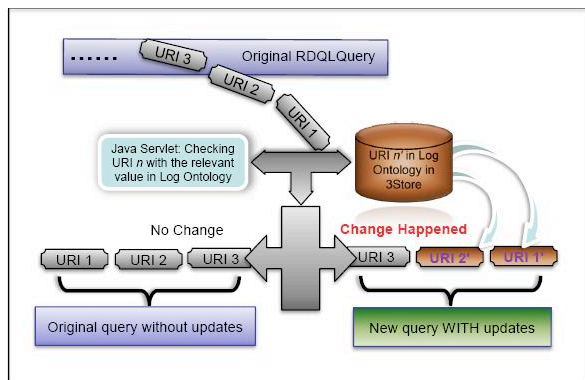 ...... URI 3 Original RDQLQuery
URI 2
URI 1
Java Servlet: Checking
URI n with the relevant
value in Log Ontology
URI n' in Log
Ontology in
3Store
No Change
Change Happened
URI 1 URI 2 URI 3
URI 3 URI 2' URI 1'
Original query without updates
New query WITH updates